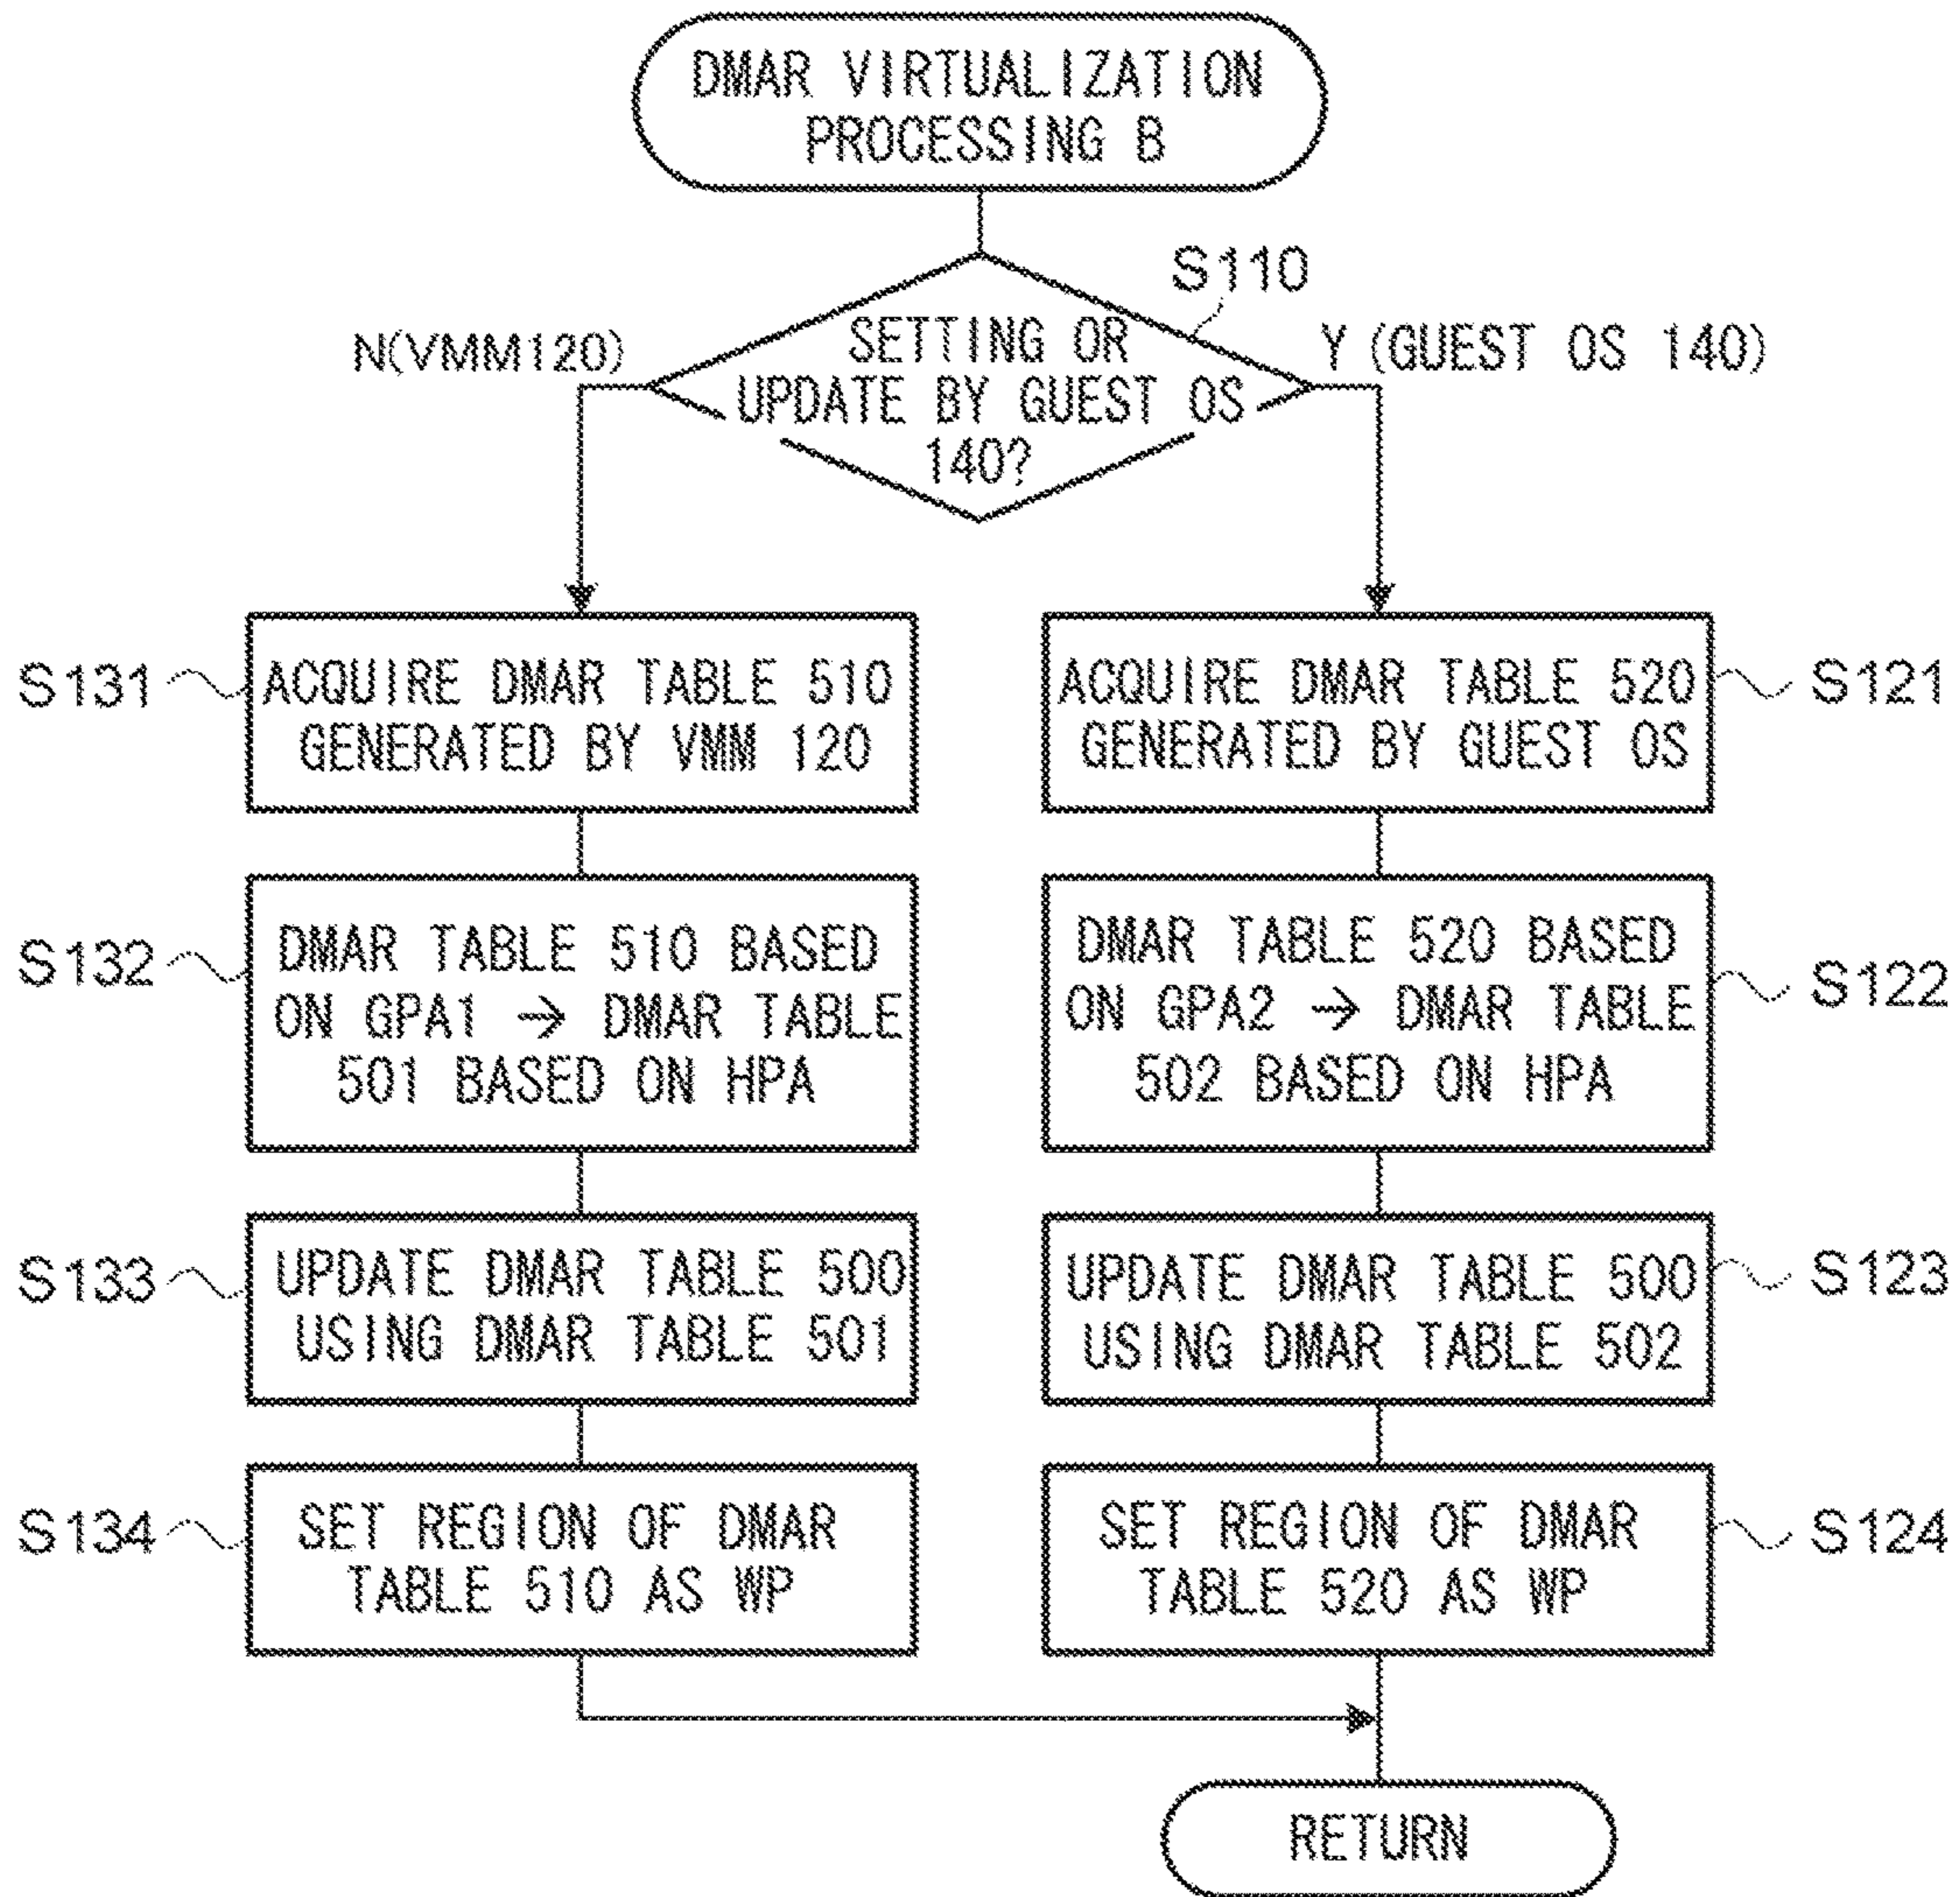 DMAR VIRTUALIZATION
PROCESSING B
S110
N(VMM120)
SETTING OR
UPDATE BY GUEST OS
140?
Y (GUEST OS 140)
S131
ACQUIRE DMAR TABLE 510
GENERATED BY VMM 120
ACQUIRE DMAR TABLE 520
GENERATED BY GUEST OS
S121
S132
DMAR TABLE 510 BASED
ON GPA1 → DMAR TABLE
501 BASED ON HPA
DMAR TABLE 520 BASED
ON GPA2 → DMAR TABLE
502 BASED ON HPA
S122
S133
UPDATE DMAR TABLE 500
USING DMAR TABLE 501
UPDATE DMAR TABLE 500
USING DMAR TABLE 502
S123
S134
SET REGION OF DMAR
TABLE 510 AS WP
SET REGION OF DMAR
TABLE 520 AS WP
S124
RETURN